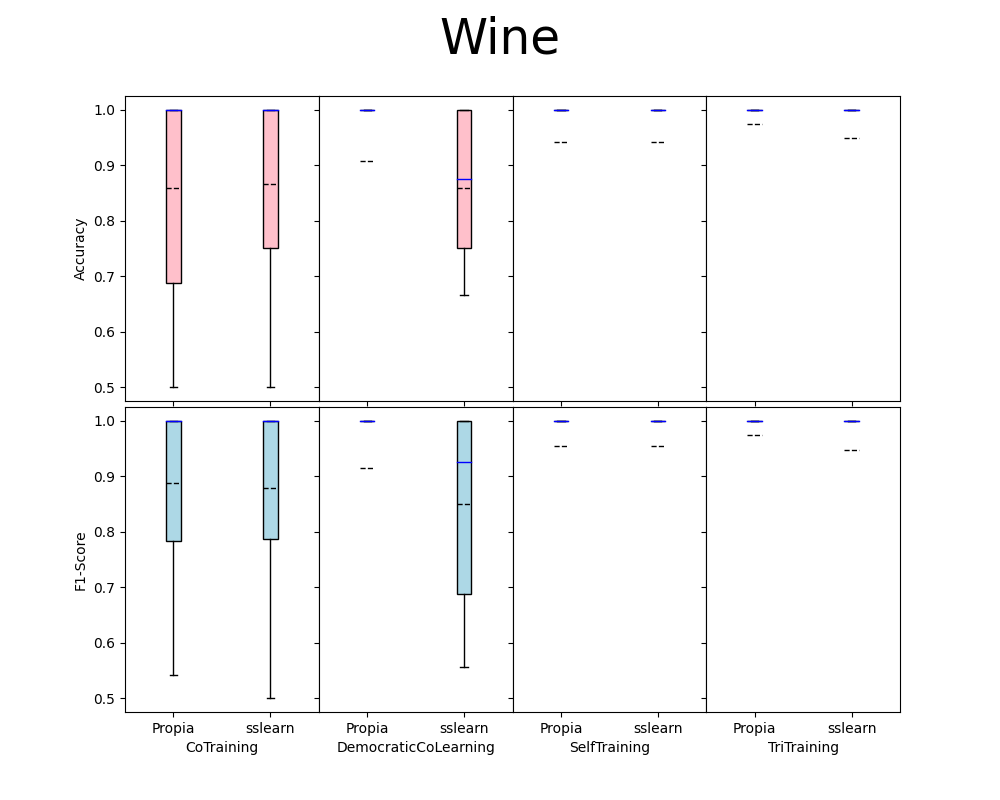 Wine
Accuracy
1.0
0.9
0.8
0.7
0.6
0.5
F1-Score
1.0
0.9
0.8
0.7
0.6
0.5
Propia sslearn Propia sslearn Propia sslearn Propia sslearn
CoTraining DemocraticCoLearning SelfTraining TriTraining